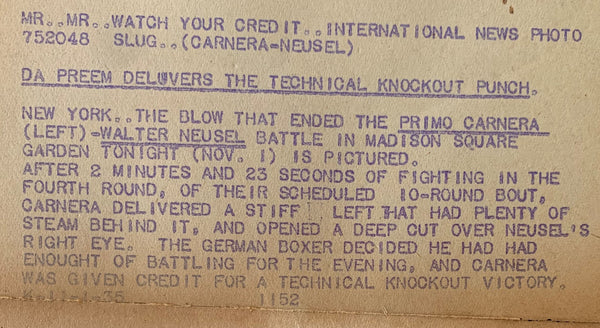 MR..MR..WATCH YOUR CREDIT..INTERNATIONAL NEWS PHOTO
752048  SLUG..(CARNERA-NEUSEL)
DA PREEM DELIVERS THE TECHNICAL KNOCKOUT PUNCH.
NEW YORK..THE BLOW THAT ENDED THE PRIMO CARNERA
(LEFT)-WALTER NEUSEL BATTLE IN MADISON SQUARE
GARDEN TONIGHT (NOV. 1) IS PICTURED.
AFTER 2 MINUTES AND 23 SECONDS OF FIGHTING IN THE
FOURTH ROUND, OF THEIR SCHEDULED 10-ROUND BOUT,
CARNERA DELIVERED A STIFF LEFT THAT HAD PLENTY OF
STEAM BEHIND IT, AND OPENED A DEEP CUT OVER NEUSEL'S
RIGHT EYE. THE GERMAN BOXER DECIDED HE HAD HAD
ENOUGHT OF BATTLING FOR THE EVENING, AND CARNERA
WAS GIVEN CREDIT FOR A TECHNICAL KNOCKOUT VICTORY.
11-1-35 1152